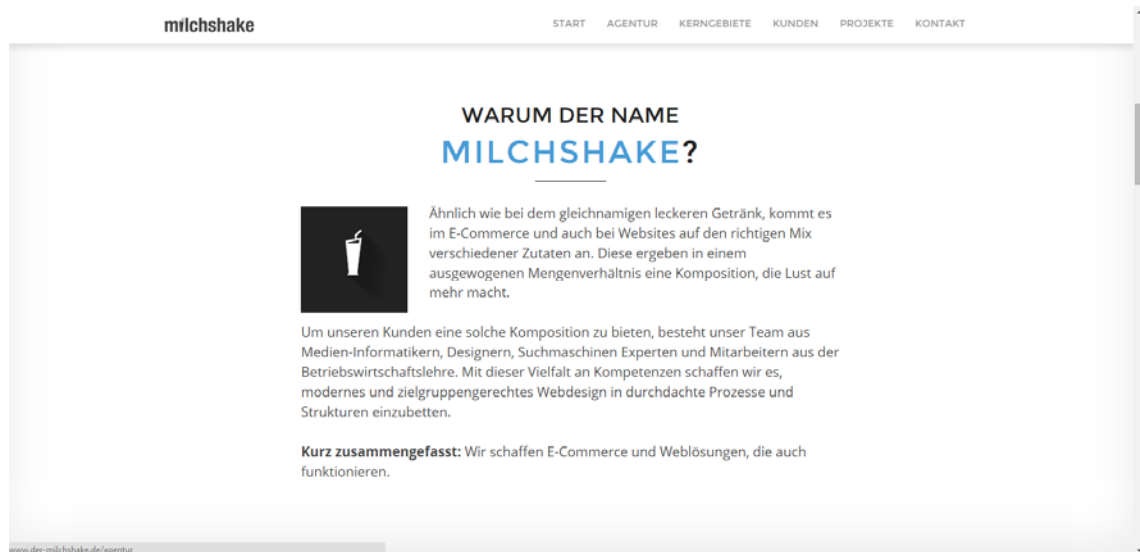 milchshake
START AGENTUR KERNGEBIETE KUNDEN PROJEKTE KONTAKT
WARUM DER NAME
MILCHSHAKE?
Ähnlich wie bei dem gleichnamigen leckeren Getränk, kommt es
im E-Commerce und auch bei Websites auf den richtigen Mix
verschiedener Zutaten an. Diese ergeben in einem
ausgewogenen Mengenverhältnis eine Komposition, die Lust auf
mehr macht.
Um unseren Kunden eine solche Komposition zu bieten, besteht unser Team aus
Medien-Informatikern, Designern, Suchmaschinen Experten und Mitarbeitern aus der
Betriebswirtschaftslehre. Mit dieser Vielfalt an Kompetenzen schaffen wir es,
modernes und zielgruppengerechtes Webdesign in durchdachte Prozesse und
Strukturen einzubetten.
Kurz zusammengefasst: Wir schaffen E-Commerce und Weblösungen, die auch
funktionieren.
www.der-milchshake.de/agentur